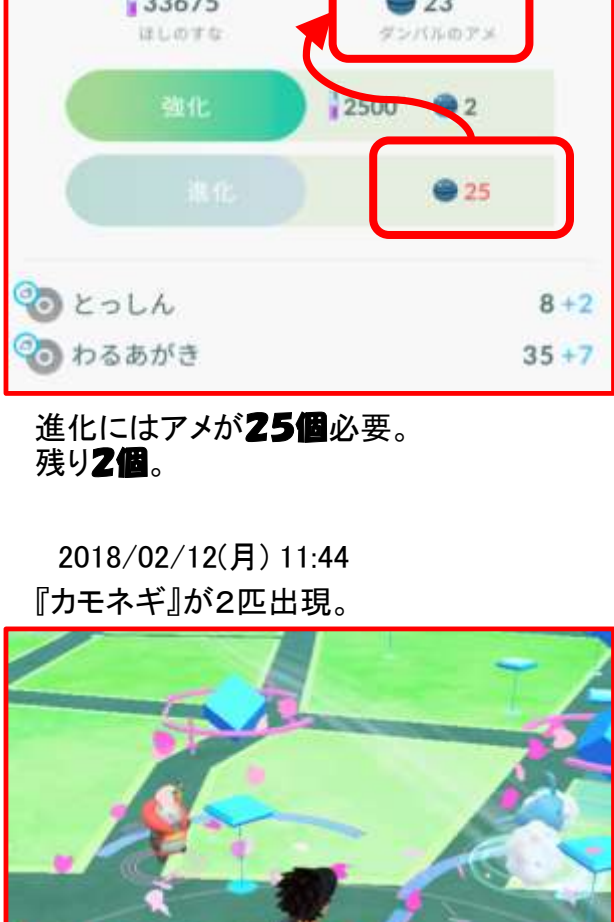 33675
23
ほしのすな
ダンバルのアメ
強化
2500
2
進化
25
とっしん
8 +2
わるあがき
35 +7
進化にはアメが25個必要。
残り2個。
2018/02/12(月) 11:44
『カモネギ』が２匹出現。